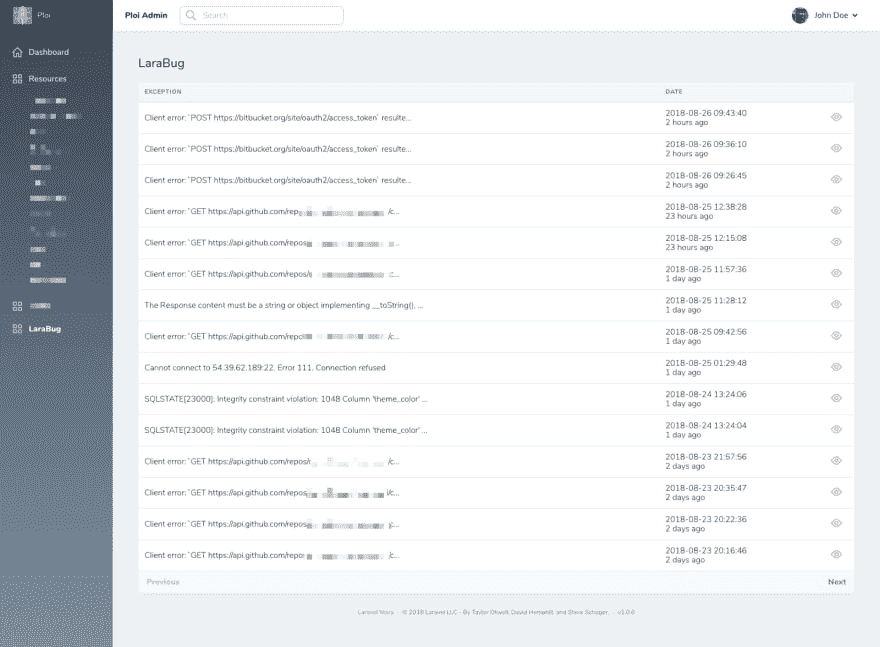 Ploi
Ploi Admin
Search
John Doe
Dashboard
Resources
LaraBug
LaraBug
EXCEPTION DATE
Client error: `POST https://bitbucket.org/site/oauth2/access_token` resulte...
2018-08-26 09:43:40
2 hours ago
Client error: `POST https://bitbucket.org/site/oauth2/access_token` resulte...
2018-08-26 09:36:10
2 hours ago
Client error: `POST https://bitbucket.org/site/oauth2/access_token` resulte...
2018-08-26 09:26:45
2 hours ago
Client error: `GET https://api.github.com/rep /c...
2018-08-25 12:38:28
23 hours ago
Client error: `GET https://api.github.com/repos ...
2018-08-25 12:15:08
23 hours ago
Client error: `GET https://api.github.com/repos/ ...
2018-08-25 11:57:36
1 day ago
The Response content must be a string or object implementing __toString(), ...
2018-08-25 11:28:12
1 day ago
Client error: `GET https://api.github.com/repo /c...
2018-08-25 09:42:56
1 day ago
Cannot connect to 54.39.62.189:22. Error 111. Connection refused
2018-08-25 01:29:48
1 day ago
SQLSTATE[23000]: Integrity constraint violation: 1048 Column 'theme_color' ...
2018-08-24 13:24:06
1 day ago
SQLSTATE[23000]: Integrity constraint violation: 1048 Column 'theme_color' ...
2018-08-24 13:24:04
1 day ago
Client error: `GET https://api.github.com/repos/ /c...
2018-08-23 21:57:56
2 days ago
Client error: `GET https://api.github.com/repos /c...
2018-08-23 20:35:47
2 days ago
Client error: `GET https://api.github.com/repos /c...
2018-08-23 20:22:36
2 days ago
Client error: `GET https://api.github.com/repo /c...
2018-08-23 20:16:46
2 days ago
Previous Next
Laravel Nova · © 2018 Laravel LLC - By Taylor Otwell, David Hemphill, and Steve Schoger. · v1.0.6